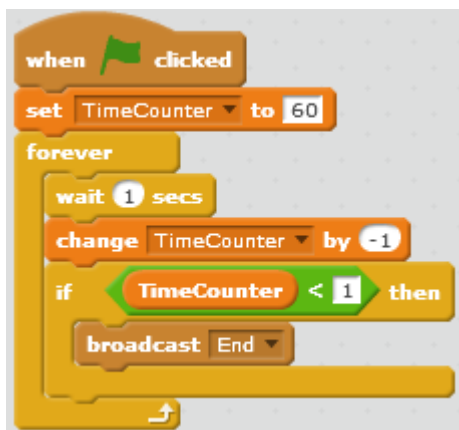 when clicked
set TimeCounter to 60
forever
wait 1 secs
change TimeCounter by -1
if TimeCounter < 1 then
broadcast End